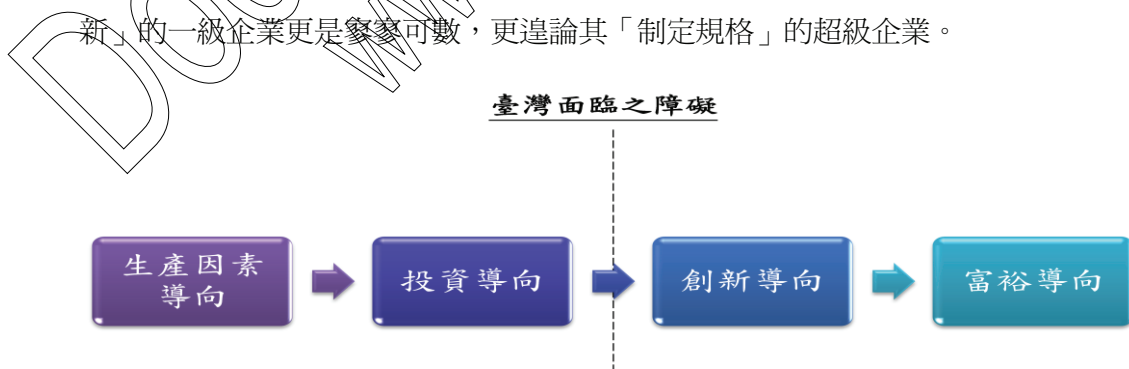 新」的一級企業更是寥寥可數，更遑論其「制定規格」的超級企業。
臺灣面臨之障礙
生產因素
導向
投資導向
創新導向
富裕導向